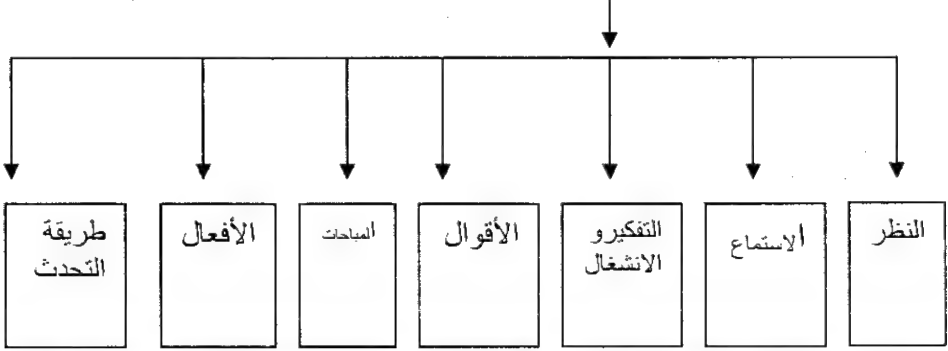 النظر
الاستماع
التفكيرو
الانشغال
الأقوال
المباحات
الأفعال
طريقة
التحدث